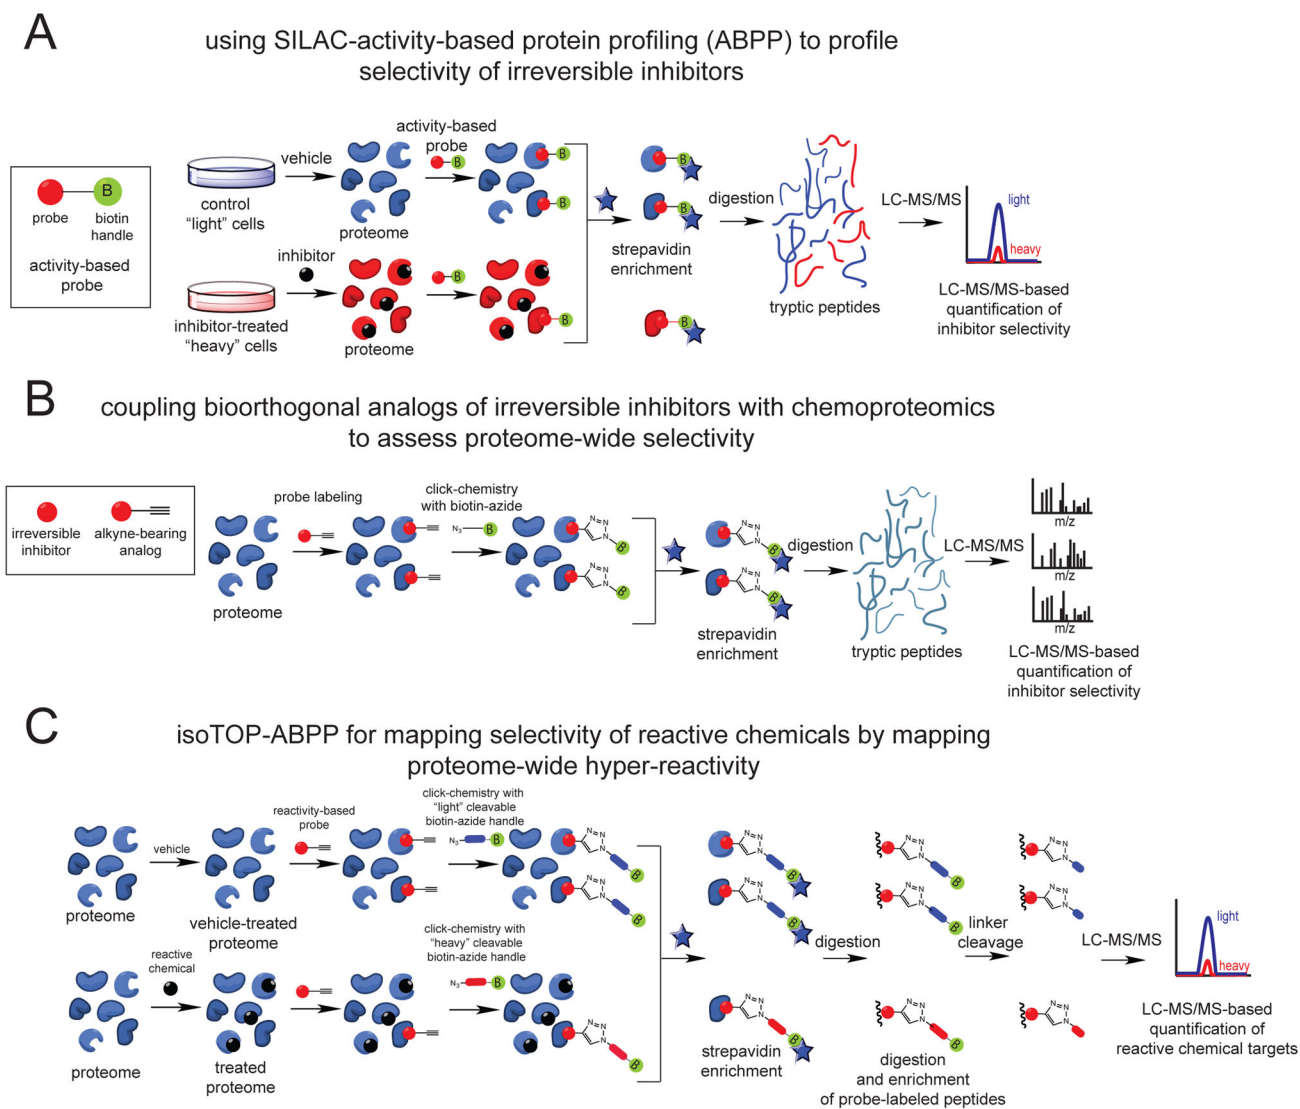 A
using SILAC-activity-based protein profiling (ABPP) to profile
selectivity of irreversible inhibitors
B
probe
biotin
handle
activity-based
probe
control
“light” cells
vehicle
proteome
activity-based
probe
B
B
B
inhibitor-treated
“heavy” cells
inhibitor
proteome
B
B
B
B
B
strepavidin
enrichment
digestion
tryptic peptides
LC-MS/MS
light
heavy
LC-MS/MS-based
quantification of
inhibitor selectivity
B
coupling bioorthogonal analogs of irreversible inhibitors with chemoproteomics
to assess proteome-wide selectivity
irreversible
inhibitor
alkyne-bearing
analog
proteome
probe labeling
click-chemistry
with biotin-azide
N₃
B
N=N
N
B
N=N
N
B
N=N
N
B
N=N
N
B
strepavidin
enrichment
digestion
tryptic peptides
LC-MS/MS
m/z
m/z
m/z
LC-MS/MS-based
quantification of
inhibitor selectivity
C
isoTOP-ABPP for mapping selectivity of reactive chemicals by mapping
proteome-wide hyper-reactivity
proteome
vehicle
vehicle-treated
proteome
reactivity-based
probe
click-chemistry with
“light” cleavable
biotin-azide handle
N₃
B
N=N
N
B
N=N
N
B
proteome
reactive
chemical
treated
proteome
click-chemistry with
“heavy” cleavable
biotin-azide handle
N₃
B
N=N
N
B
N=N
N
B
N=N
N
B
N=N
N
B
strepavidin
enrichment
digestion
N=N
N
B
N=N
N
B
N=N
N
B
digestion
and enrichment
of probe-labeled peptides
linker
cleavage
N=N
N
N=N
N
N=N
N
LC-MS/MS
light
heavy
LC-MS/MS-based
quantification of
reactive chemical targets